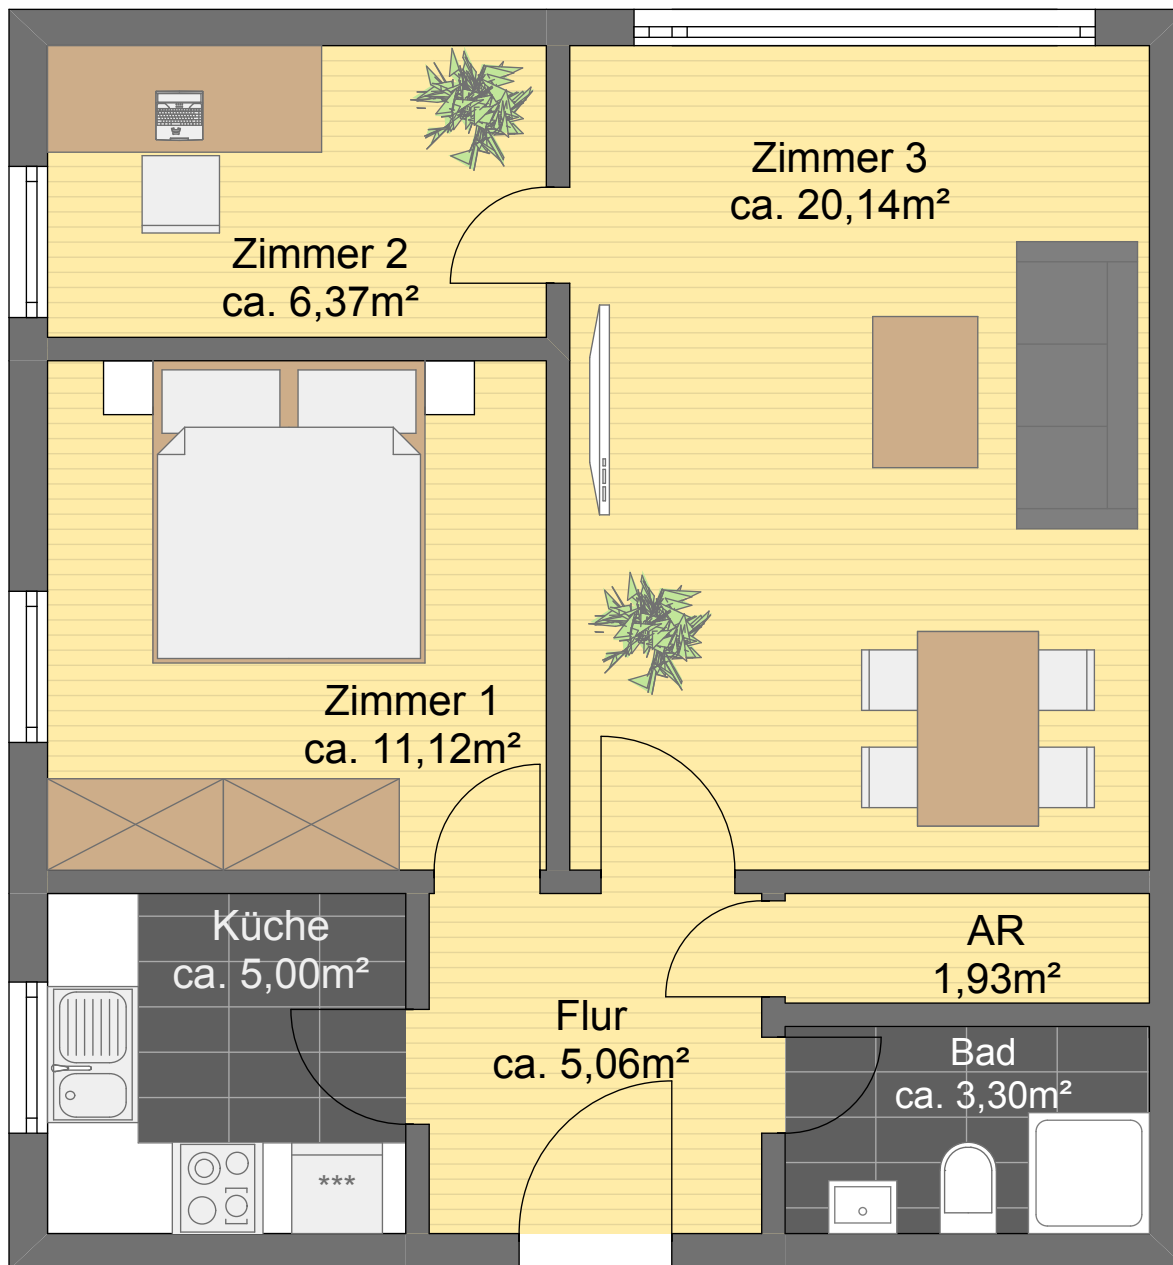 Zimmer 3
ca. 20,14m²
Zimmer 2
ca. 6,37m²
Zimmer 1
ca. 11,12m²
Küche
ca. 5,00m²
AR
1,93m²
Flur
ca. 5,06m²
Bad
ca. 3,30m²
***